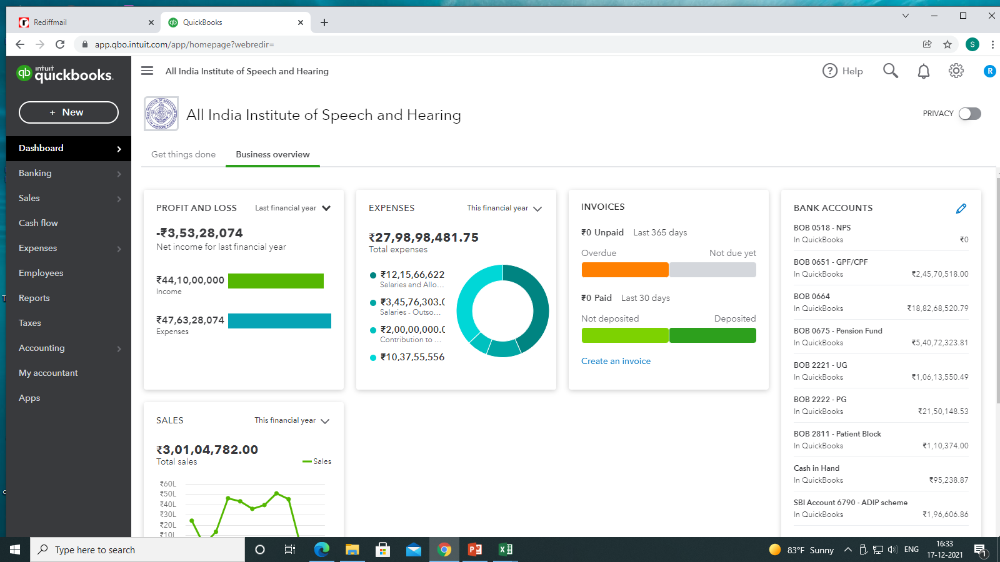 Rediffmail
QuickBooks
app.qbo.intuit.com/app/homepage?webredir=
S
intuit
qb quickbooks.
All India Institute of Speech and Hearing
? Help
R
+ New
All India Institute of Speech and Hearing
PRIVACY
Dashboard
Banking
Sales
Cash flow
Expenses
Employees
Reports
Taxes
Accounting
My accountant
Apps
Get things done
Business overview
PROFIT AND LOSS
Last financial year
-₹3,53,28,074
Net income for last financial year
₹44,10,00,000
Income
₹47,63,28,074
Expenses
EXPENSES
This financial year
₹27,98,98,481.75
Total expenses
₹12,15,66,622
Salaries and Allo...
₹3,45,76,303.0
Salaries - Outso...
₹2,00,00,000.0
Contribution to ...
₹10,37,55,556
INVOICES
₹0 Unpaid Last 365 days
Overdue
Not due yet
₹0 Paid Last 30 days
Not deposited
Deposited
Create an invoice
BANK ACCOUNTS
BOB 0518 - NPS
In QuickBooks ₹0
BOB 0651 - GPF/CPF
In QuickBooks ₹2,45,70,518.00
BOB 0664
In QuickBooks ₹18,82,68,520.79
BOB 0675 - Pension Fund
In QuickBooks ₹5,40,72,323.81
BOB 2221 - UG
In QuickBooks ₹1,06,13,550.49
BOB 2222 - PG
In QuickBooks ₹21,50,148.53
BOB 2811 - Patient Block
In QuickBooks ₹1,10,374.00
Cash in Hand
In QuickBooks ₹95,238.87
SBI Account 6790 - ADIP scheme
In QuickBooks ₹1,96,606.86
SALES
This financial year
₹3,01,04,782.00
Total sales
Sales
₹60L
₹50L
₹40L
₹30L
₹20L
₹10L
Type here to search
83°F Sunny
ENG
16:33
17-12-2021
1